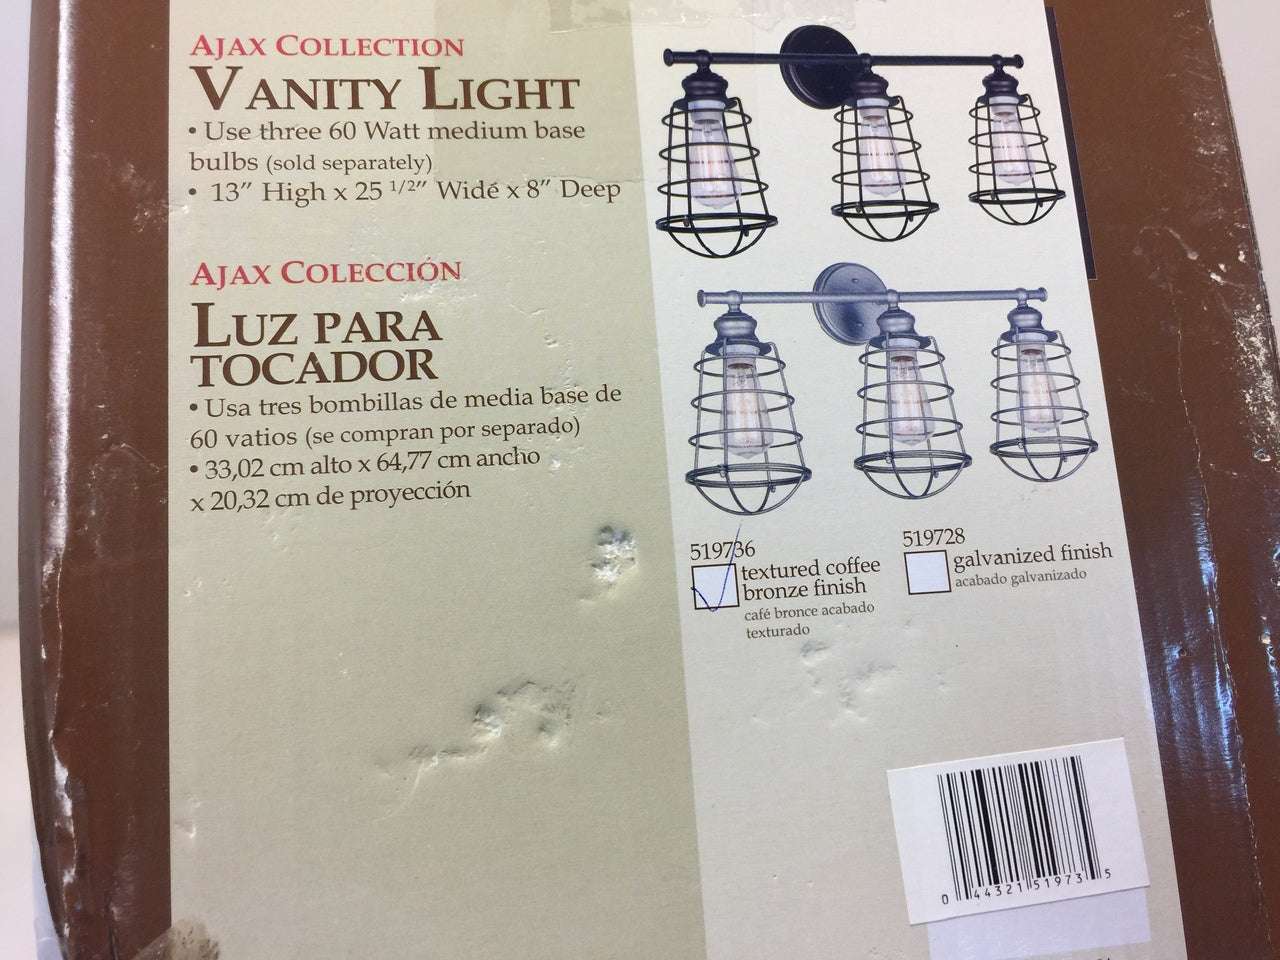 AJAX COLLECTION
VANITY LIGHT
• Use three 60 Watt medium base
bulbs (sold separately)
• 13” High x 25 1/2” Wide x 8” Deep
AJAX COLECCIÓN
LUZ PARA
TOCADOR
• Usa tres bombillas de media base de
60 vatios (se compran por separado)
• 33,02 cm alto x 64,77 cm ancho
x 20,32 cm de proyección
519736
textured coffee
bronze finish
café bronce acabado
texturado
519728
galvanized finish
acabado galvanizado
0 44321 51973 5